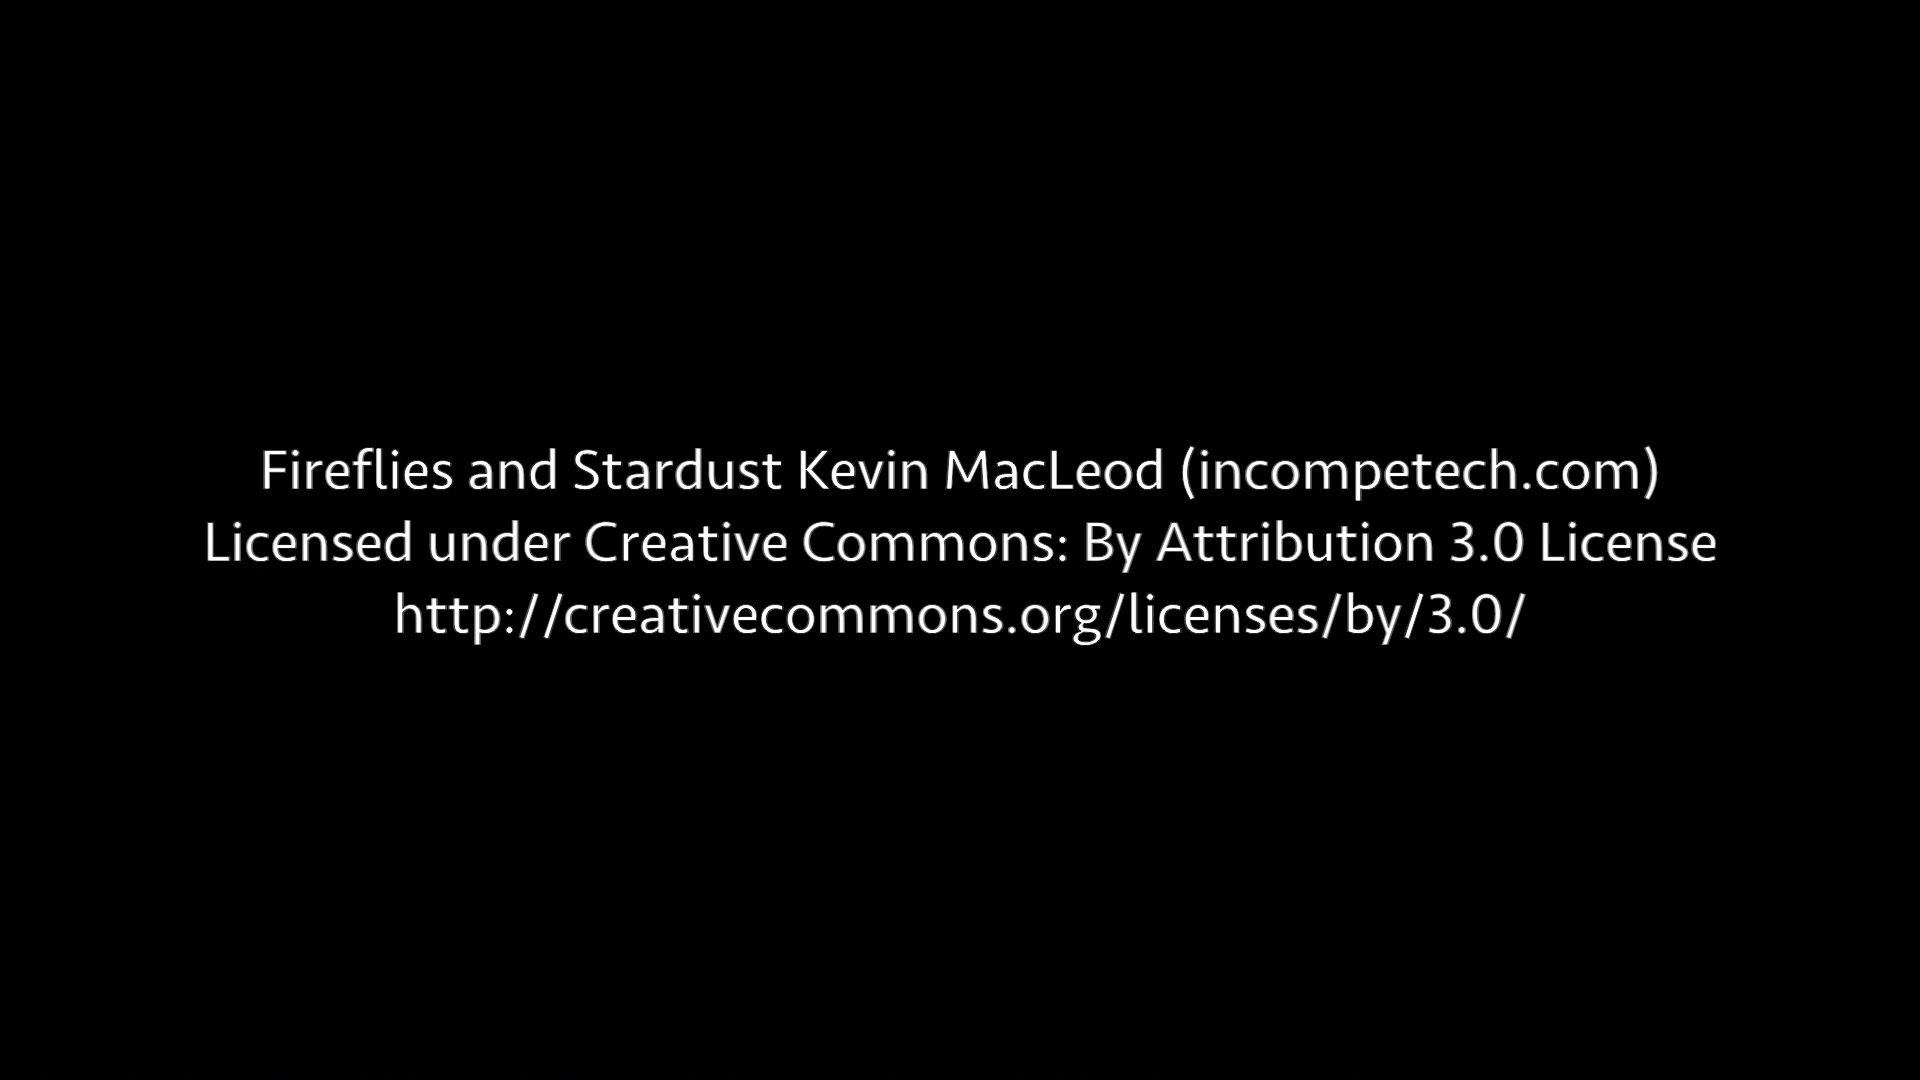 Fireflies and Stardust Kevin MacLeod (incompetech.com)
Licensed under Creative Commons: By Attribution 3.0 License
http://creativecommons.org/licenses/by/3.0/